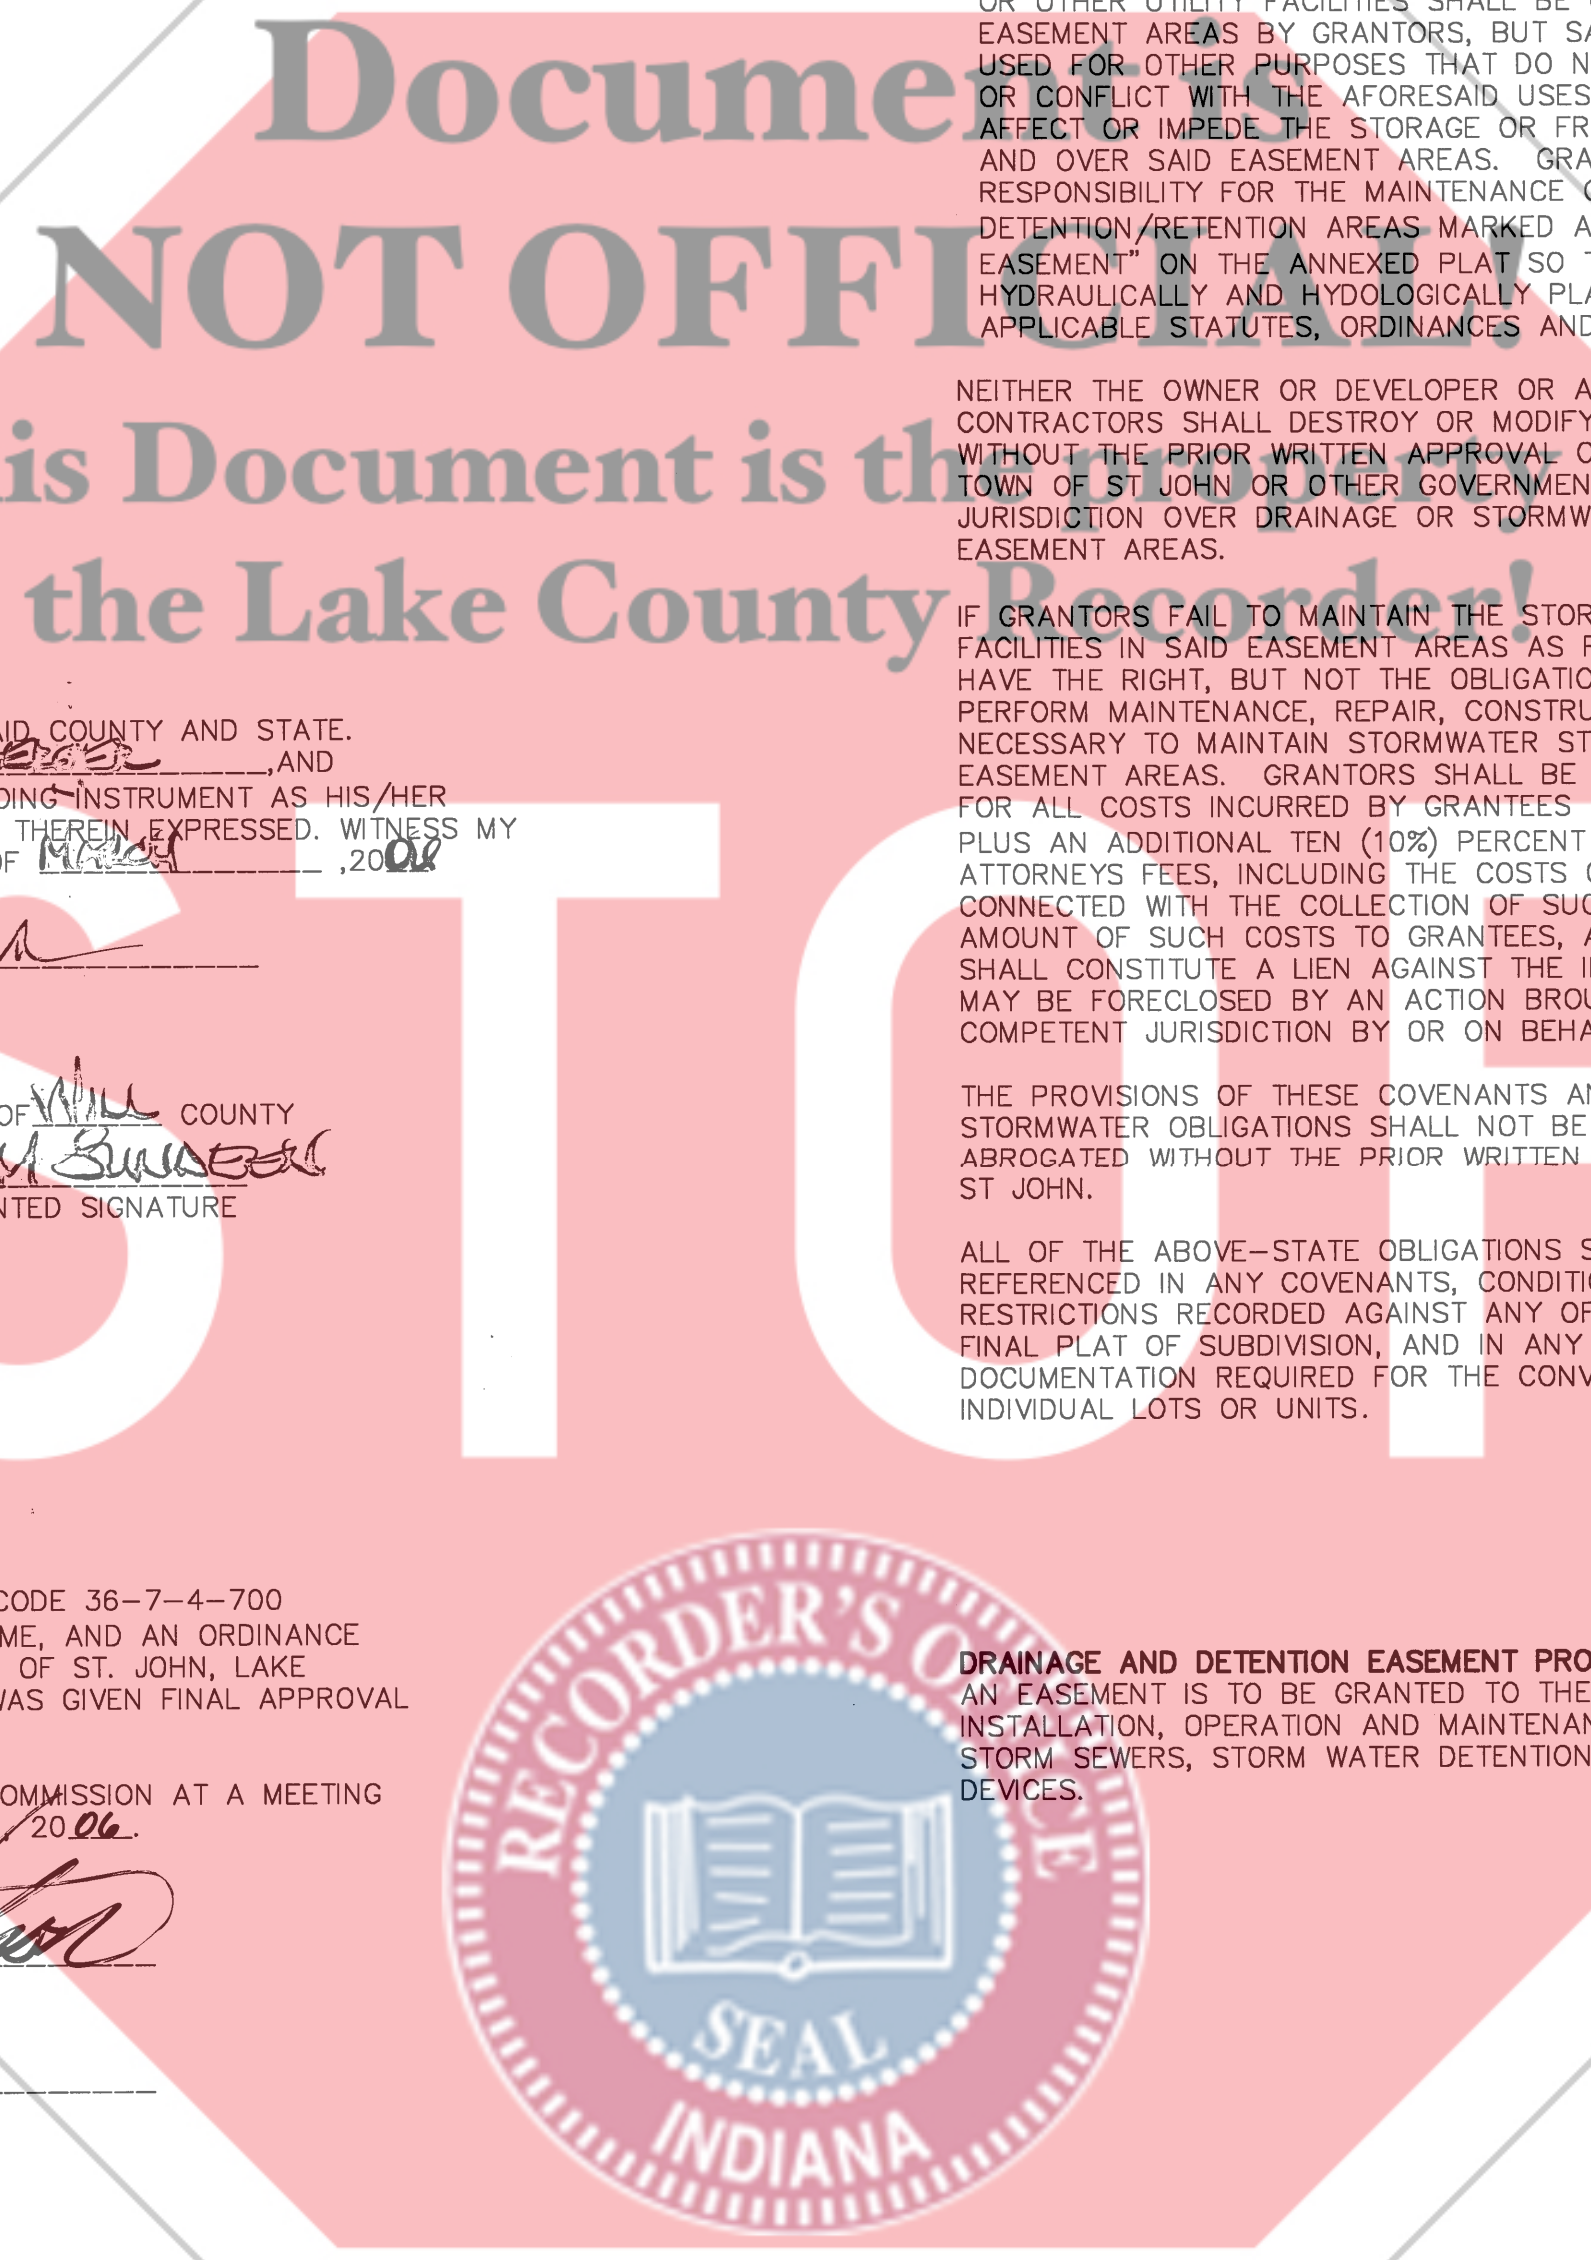 Document is
NOT OFFICIAL!
is Document is the property
the Lake County Recorder!
STOP
AID COUNTY AND STATE.
,AND
DING INSTRUMENT AS HIS/HER
THEREIN EXPRESSED. WITNESS MY
OF MARCH ,2006
OF WILL COUNTY
M SUNDEEN
NTED SIGNATURE
CODE 36-7-4-700
ME, AND AN ORDINANCE
OF ST. JOHN, LAKE
WAS GIVEN FINAL APPROVAL
OMMISSION AT A MEETING
, 2006.
OR OTHER UTILITY FACILITIES SHALL BE
EASEMENT AREAS BY GRANTORS, BUT SA
USED FOR OTHER PURPOSES THAT DO N
OR CONFLICT WITH THE AFORESAID USES
AFFECT OR IMPEDE THE STORAGE OR FR
AND OVER SAID EASEMENT AREAS. GRA
RESPONSIBILITY FOR THE MAINTENANCE
DETENTION/RETENTION AREAS MARKED A
EASEMENT" ON THE ANNEXED PLAT SO T
HYDRAULICALLY AND HYDOLOGICALLY PLA
APPLICABLE STATUTES, ORDINANCES AND
NEITHER THE OWNER OR DEVELOPER OR A
CONTRACTORS SHALL DESTROY OR MODIFY
WITHOUT THE PRIOR WRITTEN APPROVAL O
TOWN OF ST JOHN OR OTHER GOVERNMEN
JURISDICTION OVER DRAINAGE OR STORMW
EASEMENT AREAS.
IF GRANTORS FAIL TO MAINTAIN THE STOR
FACILITIES IN SAID EASEMENT AREAS AS
HAVE THE RIGHT, BUT NOT THE OBLIGATIO
PERFORM MAINTENANCE, REPAIR, CONSTRU
NECESSARY TO MAINTAIN STORMWATER ST
EASEMENT AREAS. GRANTORS SHALL BE
FOR ALL COSTS INCURRED BY GRANTEES
PLUS AN ADDITIONAL TEN (10%) PERCENT
ATTORNEYS FEES, INCLUDING THE COSTS
CONNECTED WITH THE COLLECTION OF SUC
AMOUNT OF SUCH COSTS TO GRANTEES, A
SHALL CONSTITUTE A LIEN AGAINST THE I
MAY BE FORECLOSED BY AN ACTION BROU
COMPETENT JURISDICTION BY OR ON BEHA
THE PROVISIONS OF THESE COVENANTS AN
STORMWATER OBLIGATIONS SHALL NOT BE
ABROGATED WITHOUT THE PRIOR WRITTEN
ST JOHN.
ALL OF THE ABOVE-STATE OBLIGATIONS S
REFERENCED IN ANY COVENANTS, CONDITI
RESTRICTIONS RECORDED AGAINST ANY OF
FINAL PLAT OF SUBDIVISION, AND IN ANY
DOCUMENTATION REQUIRED FOR THE CONV
INDIVIDUAL LOTS OR UNITS.
DRAINAGE AND DETENTION EASEMENT PRO
AN EASEMENT IS TO BE GRANTED TO THE
INSTALLATION, OPERATION AND MAINTENAN
STORM SEWERS, STORM WATER DETENTION
DEVICES.
RECORDER'S OFFICE
SEAL
INDIANA